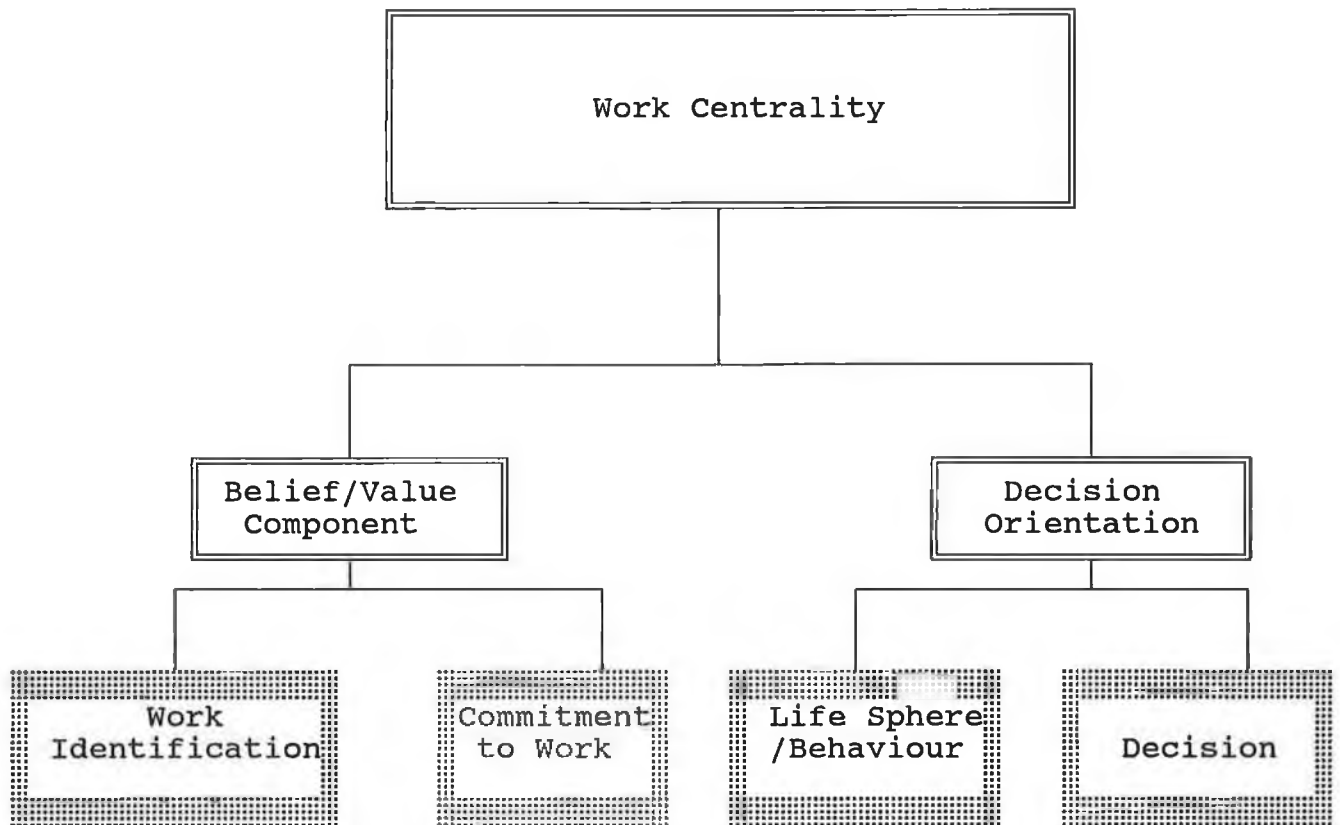 Work Centrality
Belief/Value
Component
Decision
Orientation
Work
Identification
Commitment
to Work
Life Sphere
/Behaviour
Decision